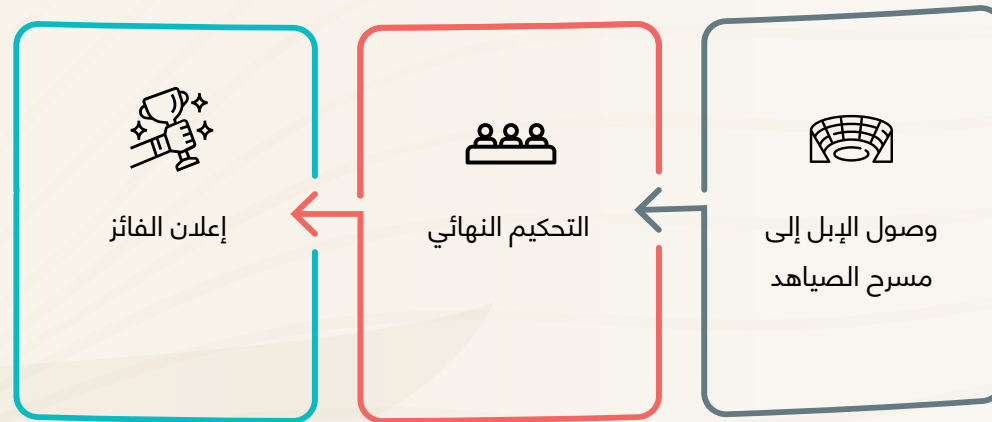 وصول الإبل إلى
مسرح الصياهد
التحكيم النهائي
إعلان الفائز